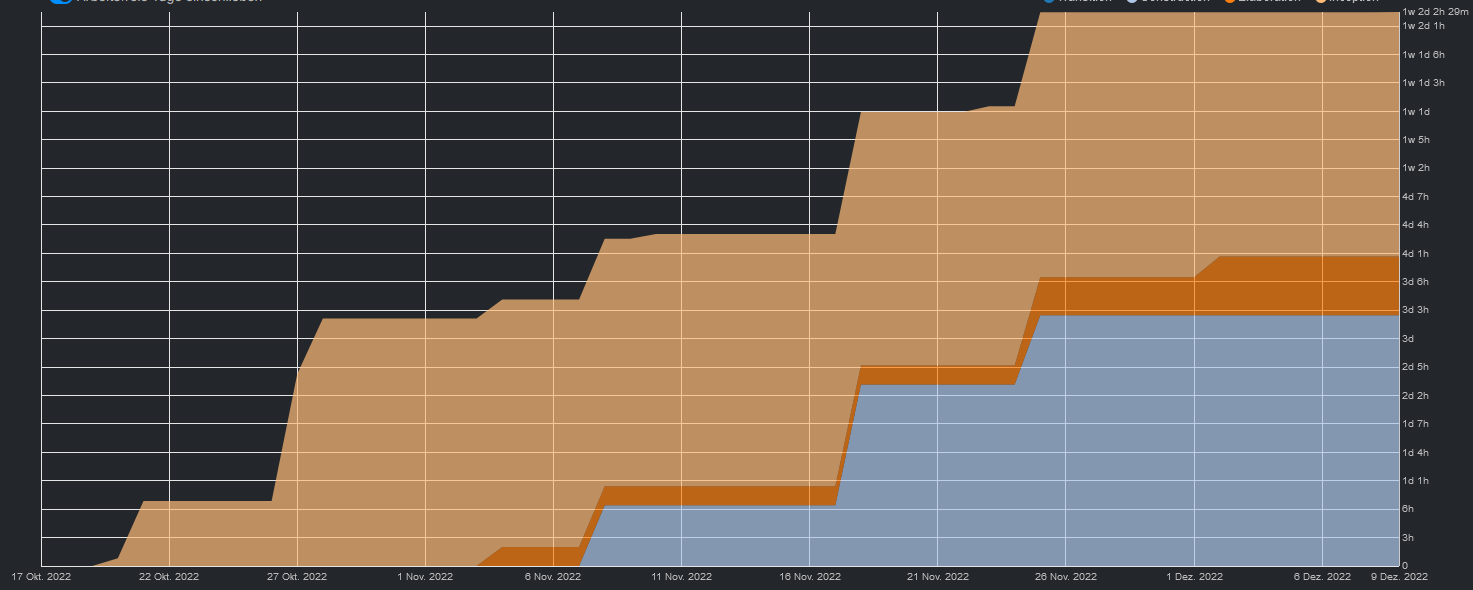 Arbeitsfreie Tage einschließen
Transition Construction Elaboration Inception
1w 2d 2h 29m
1w 2d 1h
1w 1d 6h
1w 1d 3h
1w 1d
1w 5h
1w 2h
4d 7h
4d 4h
4d 1h
3d 6h
3d 3h
3d
2d 5h
2d 2h
1d 7h
1d 4h
1d 1h
6h
3h
0
17 Okt. 2022 22 Okt. 2022 27 Okt. 2022 1 Nov. 2022 6 Nov. 2022 11 Nov. 2022 16 Nov. 2022 21 Nov. 2022 26 Nov. 2022 1 Dez. 2022 6 Dez. 2022 9 Dez. 2022